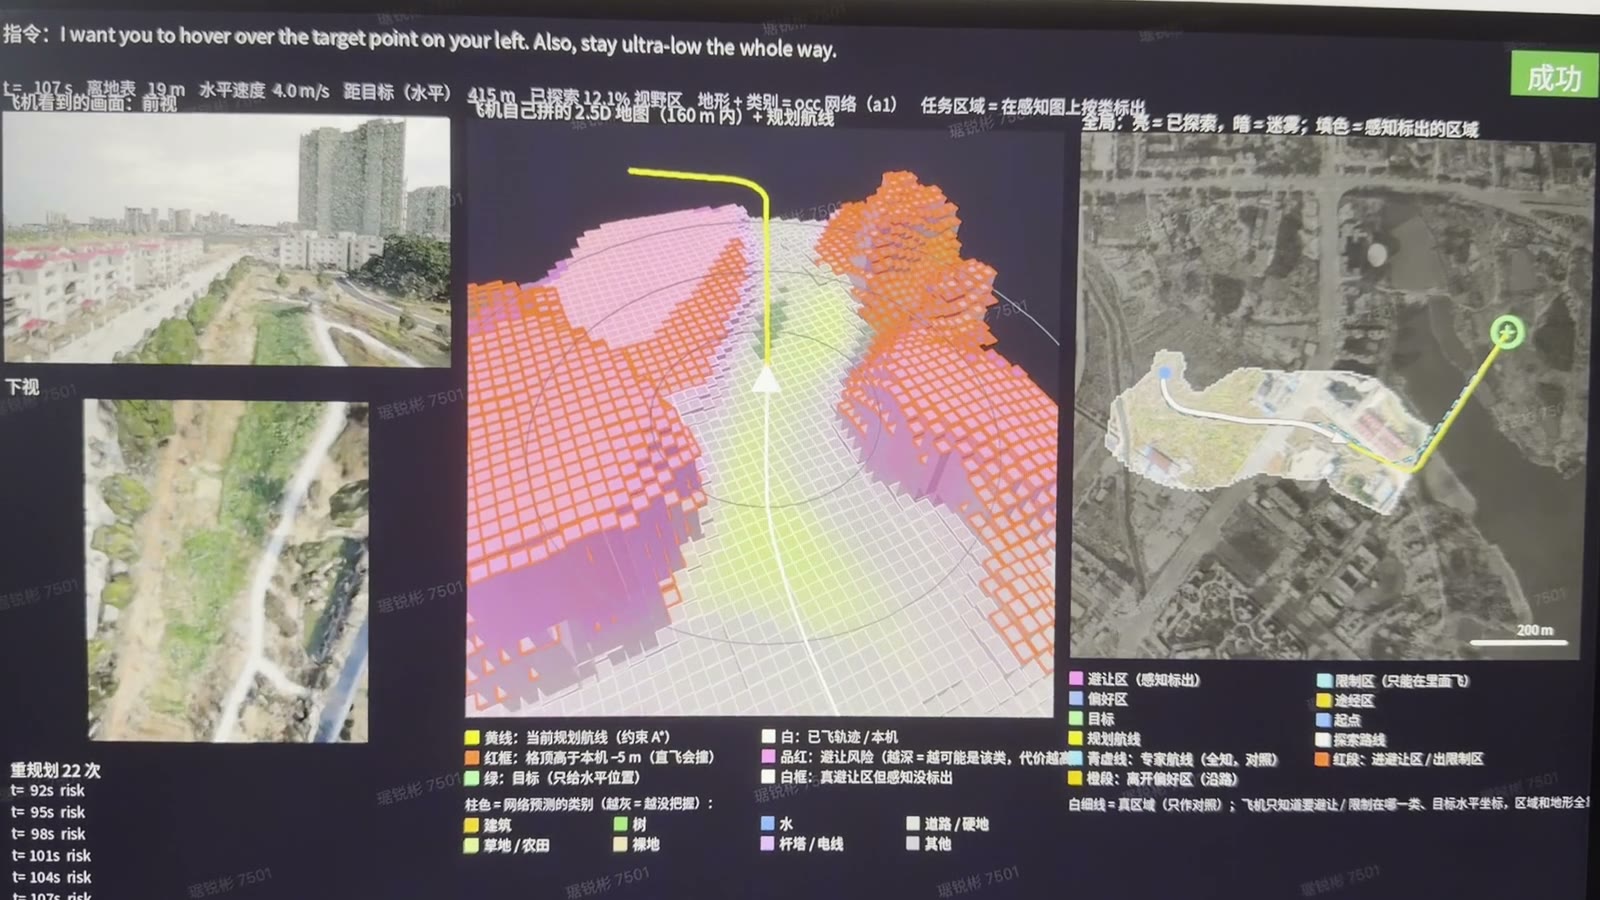 指令：I want you to hover over the target point on your left. Also, stay ultra-low the whole way.
成功
t= 107 s 离地表 19 m 水平速度 4.0 m/s 距目标（水平） 415 m 已探索 12.1% 视野区 地形 + 类别 = occ 网络（a1） 任务区域 = 在感知图上按类标出
飞机看到的画面：前视
飞机自己拼的 2.5D 地图（160 m 内）+ 规划航线
全局：亮 = 已探索，暗 = 迷雾；填色 = 感知标出的区域
下视
200 m
重规划 22 次
t= 92s risk
t= 95s risk
t= 98s risk
t= 101s risk
t= 104s risk
t= 107s risk
黄线：当前规划航线（约束 A*）
白：已飞轨迹 / 本机
红框：格顶高于本机 −5 m（直飞会撞）
品红：避让风险（越深 = 越可能是该类，代价越高
绿：目标（只给水平位置）
白框：真避让区但感知没标出
柱色 = 网络预测的类别（越灰 = 越没把握）：
建筑
树
水
道路 / 硬地
草地 / 农田
裸地
杆塔 / 电线
其他
避让区（感知标出）
限制区（只能在里面飞）
偏好区
途经区
目标
起点
规划航线
探索路线
青虚线：专家航线（全知，对照）
红段：进避让区 / 出限制区
橙段：离开偏好区（沿路）
白细线 = 真区域（只作对照）；飞机只知道要避让 / 限制在哪一类、目标水平坐标，区域和地形全
琚锐彬 7501